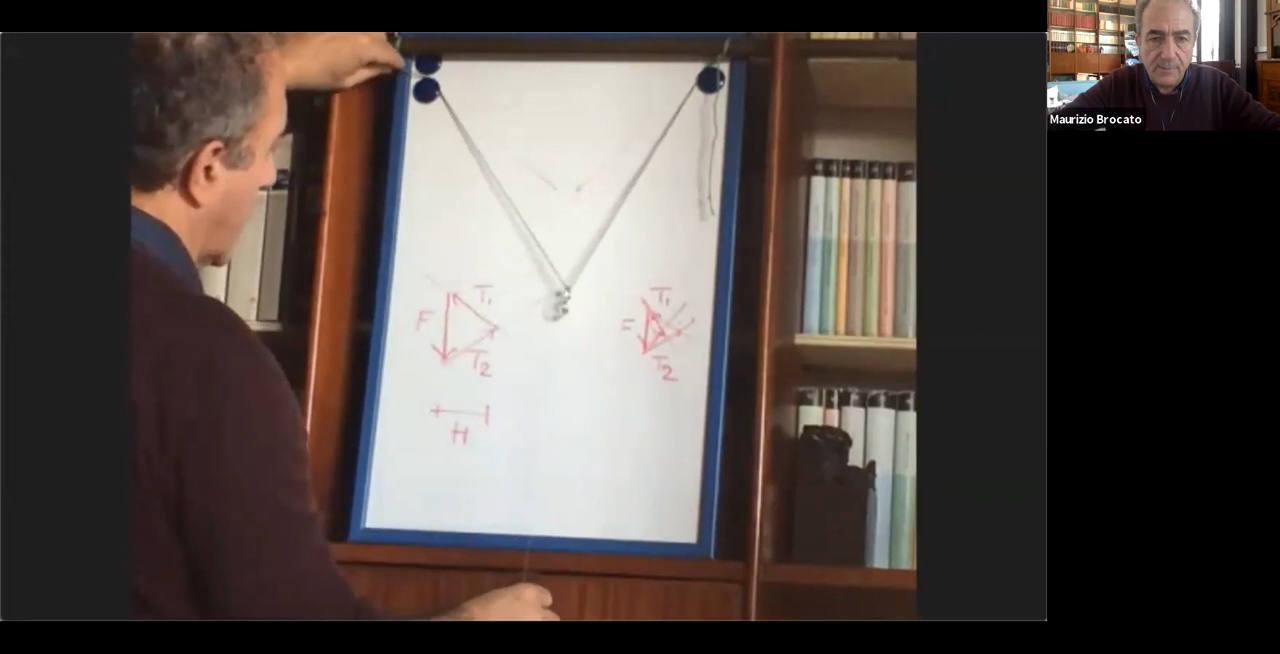 Maurizio Brocato
T₁
F
T₂
H
T₁
F
T₂